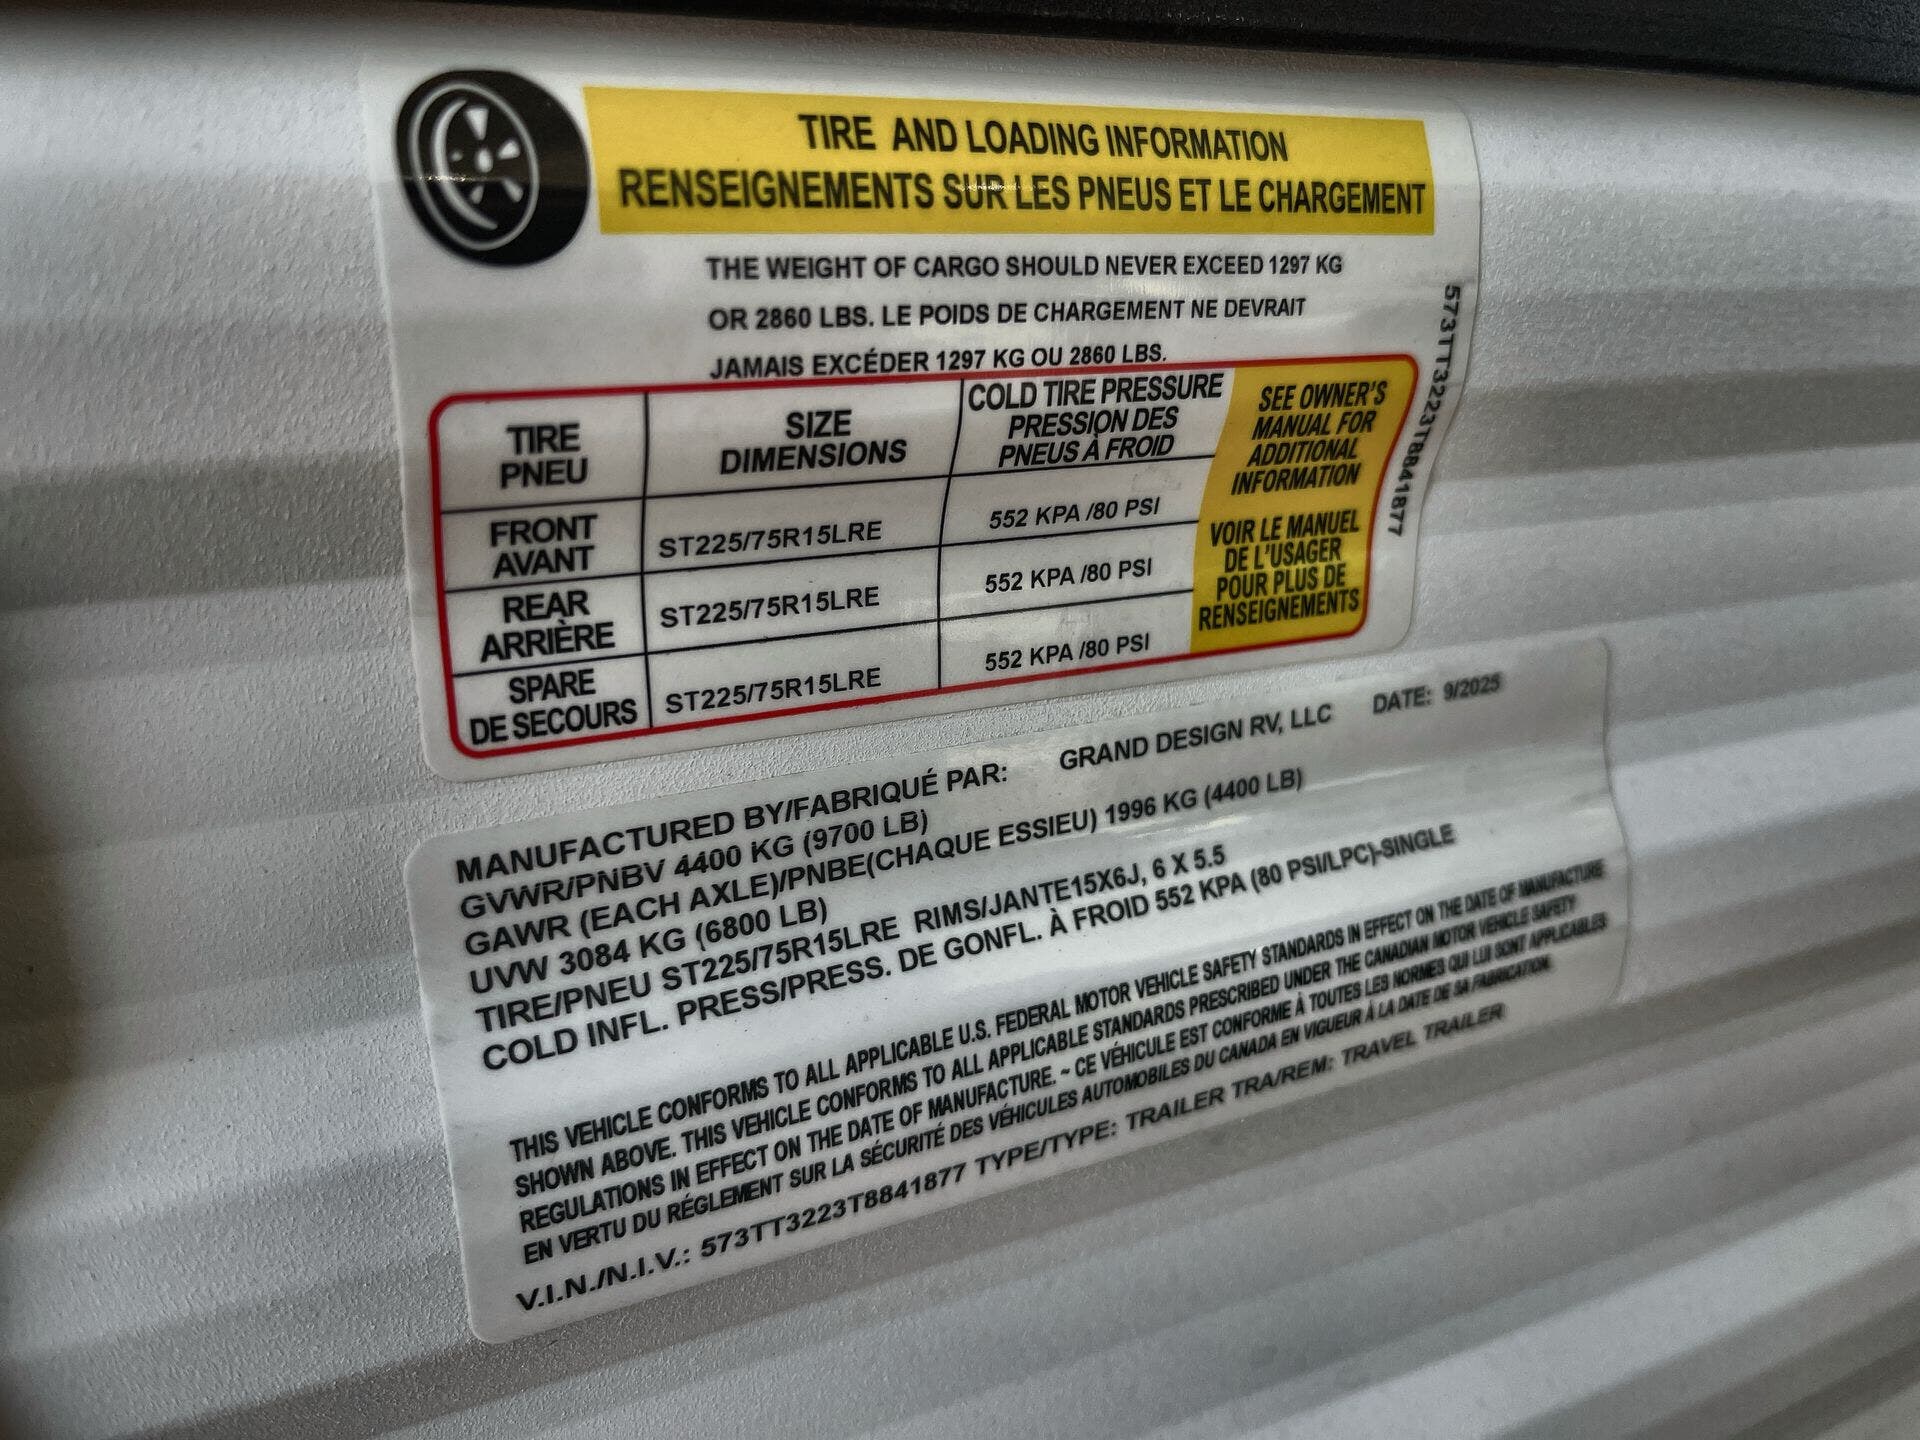 TIRE AND LOADING INFORMATION
RENSEIGNEMENTS SUR LES PNEUS ET LE CHARGEMENT
THE WEIGHT OF CARGO SHOULD NEVER EXCEED 1297 KG
OR 2860 LBS. LE POIDS DE CHARGEMENT NE DEVRAIT
JAMAIS EXCÉDER 1297 KG OU 2860 LBS.
TIRE
PNEU
SIZE
DIMENSIONS
COLD TIRE PRESSURE
PRESSION DES
PNEUS À FROID
FRONT
AVANT
ST225/75R15LRE
552 KPA /80 PSI
REAR
ARRIÈRE
ST225/75R15LRE
552 KPA /80 PSI
SPARE
DE SECOURS
ST225/75R15LRE
552 KPA /80 PSI
SEE OWNER'S
MANUAL FOR
ADDITIONAL
INFORMATION
VOIR LE MANUEL
DE L'USAGER
POUR PLUS DE
RENSEIGNEMENTS
573TT3223T8841877
MANUFACTURED BY/FABRIQUÉ PAR: GRAND DESIGN RV, LLC DATE: 9/2025
GVWR/PNBV 4400 KG (9700 LB)
GAWR (EACH AXLE)/PNBE(CHAQUE ESSIEU) 1996 KG (4400 LB)
UVW 3084 KG (6800 LB)
TIRE/PNEU ST225/75R15LRE RIMS/JANTE15X6J, 6 X 5.5
COLD INFL. PRESS/PRESS. DE GONFL. À FROID 552 KPA (80 PSI/LPC)-SINGLE
THIS VEHICLE CONFORMS TO ALL APPLICABLE U.S. FEDERAL MOTOR VEHICLE SAFETY STANDARDS IN EFFECT ON THE DATE OF MANUFACTURE
SHOWN ABOVE. THIS VEHICLE CONFORMS TO ALL APPLICABLE STANDARDS PRESCRIBED UNDER THE CANADIAN MOTOR VEHICLE SAFETY
REGULATIONS IN EFFECT ON THE DATE OF MANUFACTURE. ~ CE VÉHICULE EST CONFORME À TOUTES LES NORMES QUI LUI SONT APPLICABLES
EN VERTU DU RÉGLEMENT SUR LA SÉCURITÉ DES VÉHICULES AUTOMOBILES DU CANADA EN VIGUEUR À LA DATE DE SA FABRICATION.
V.I.N./N.I.V.: 573TT3223T8841877 TYPE/TYPE: TRAILER TRA/REM: TRAVEL TRAILER